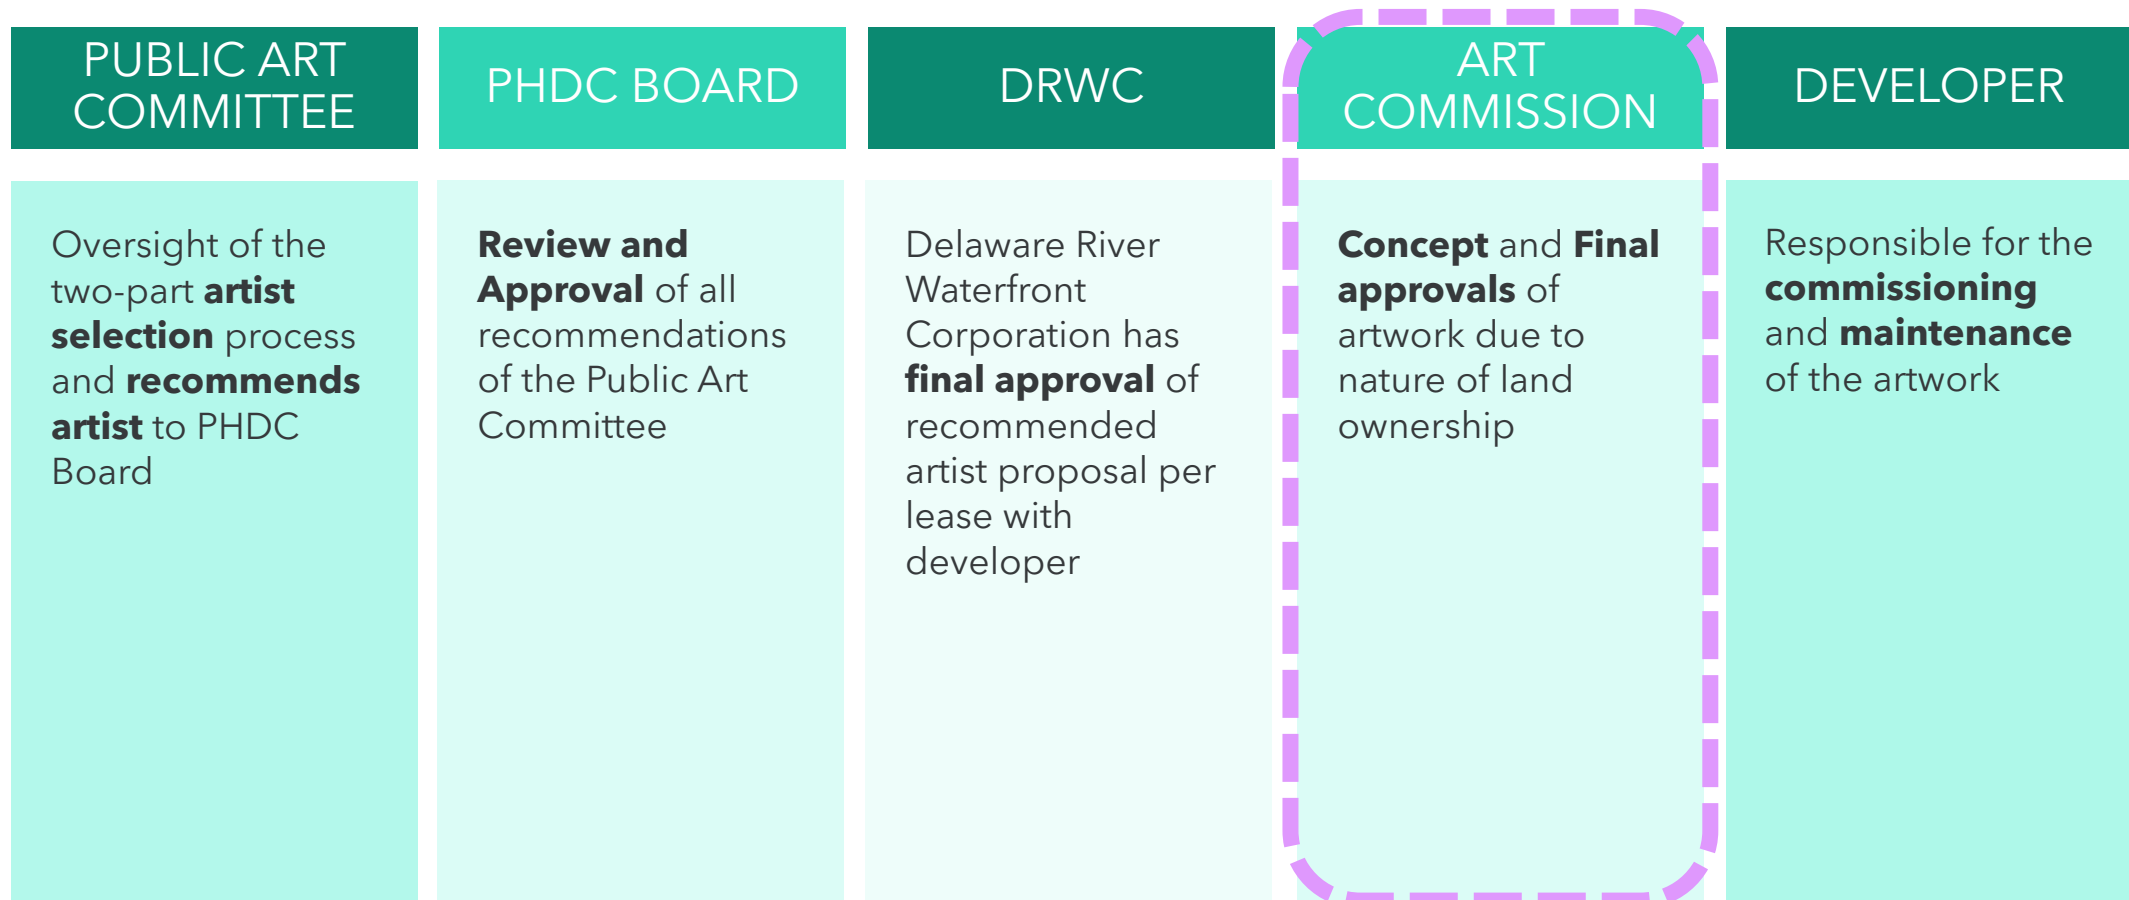 PUBLIC ART
COMMITTEE
PHDC BOARD
DRWC
ART
COMMISSION
DEVELOPER
Oversight of the
two-part artist
selection process
and recommends
artist to PHDC
Board
Review and
Approval of all
recommendations
of the Public Art
Committee
Delaware River
Waterfront
Corporation has
final approval of
recommended
artist proposal per
lease with
developer
Concept and Final
approvals of
artwork due to
nature of land
ownership
Responsible for the
commissioning
and maintenance
of the artwork